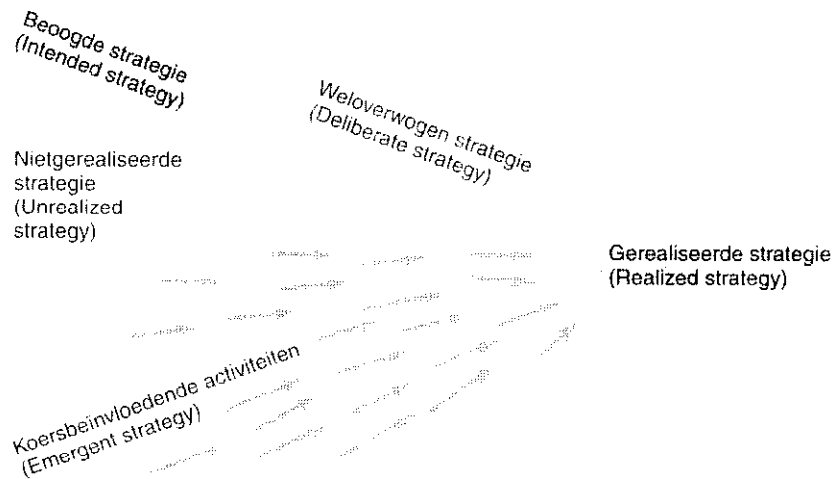 Beoogde strategie
(Intended strategy)
Weloverwogen strategie
(Deliberate strategy)
Nietgerealiseerde
strategie
(Unrealized
strategy)
Gerealiseerde strategie
(Realized strategy)
Koersbeïnvloedende activiteiten
(Emergent strategy)